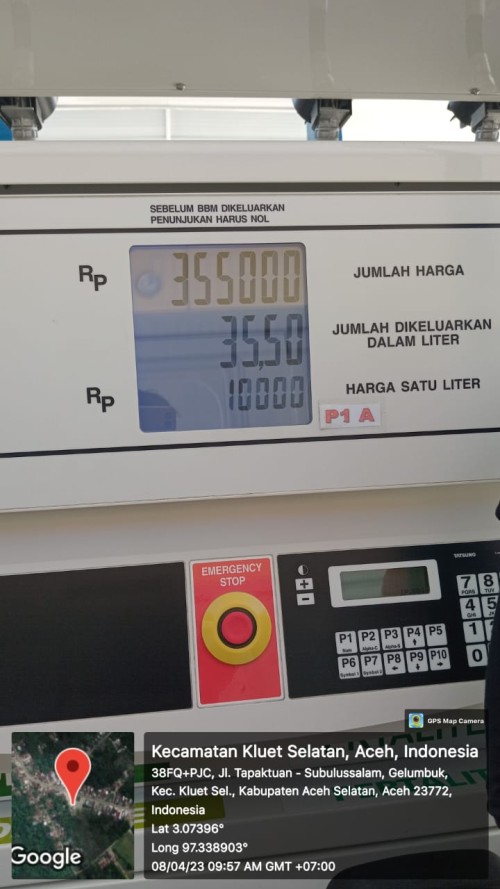 SEBELUM BBM DIKELUARKAN
PENUNJUKAN HARUS NOL
Rp 355000 JUMLAH HARGA
35,50 JUMLAH DIKELUARKAN
DALAM LITER
Rp 10000 HARGA SATU LITER
P1 A
TATSUNO
EMERGENCY
STOP
+
-
7 8
PQRS TUV
4 5
GHI
1
0
P1 P2 P3 P4 P5
P6 P7 P8 P9 P10
GPS Map Camera
Kecamatan Kluet Selatan, Aceh, Indonesia
38FQ+PJC, Jl. Tapaktuan - Subulussalam, Gelumbuk,
Kec. Kluet Sel., Kabupaten Aceh Selatan, Aceh 23772,
Indonesia
Lat 3.07396°
Long 97.338903°
08/04/23 09:57 AM GMT +07:00
Google